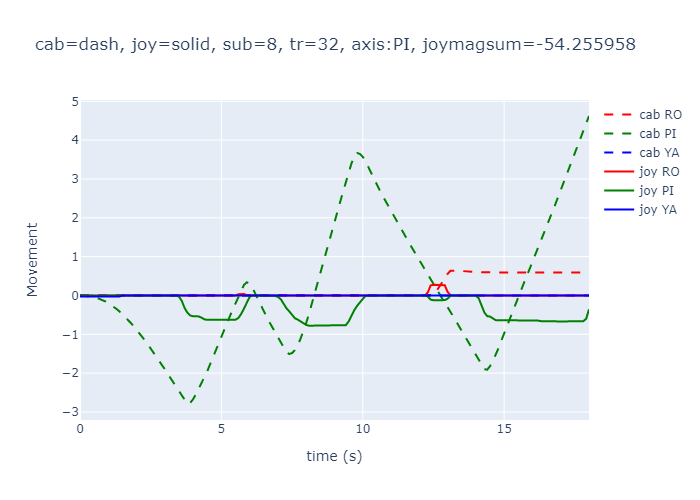 cab=dash, joy=solid, sub=8, tr=32, axis:PI, joymagsum=-54.255958
5
4
3
2
1
0
−1
−2
−3
Movement
0
5
10
15
time (s)
cab RO
cab PI
cab YA
joy RO
joy PI
joy YA